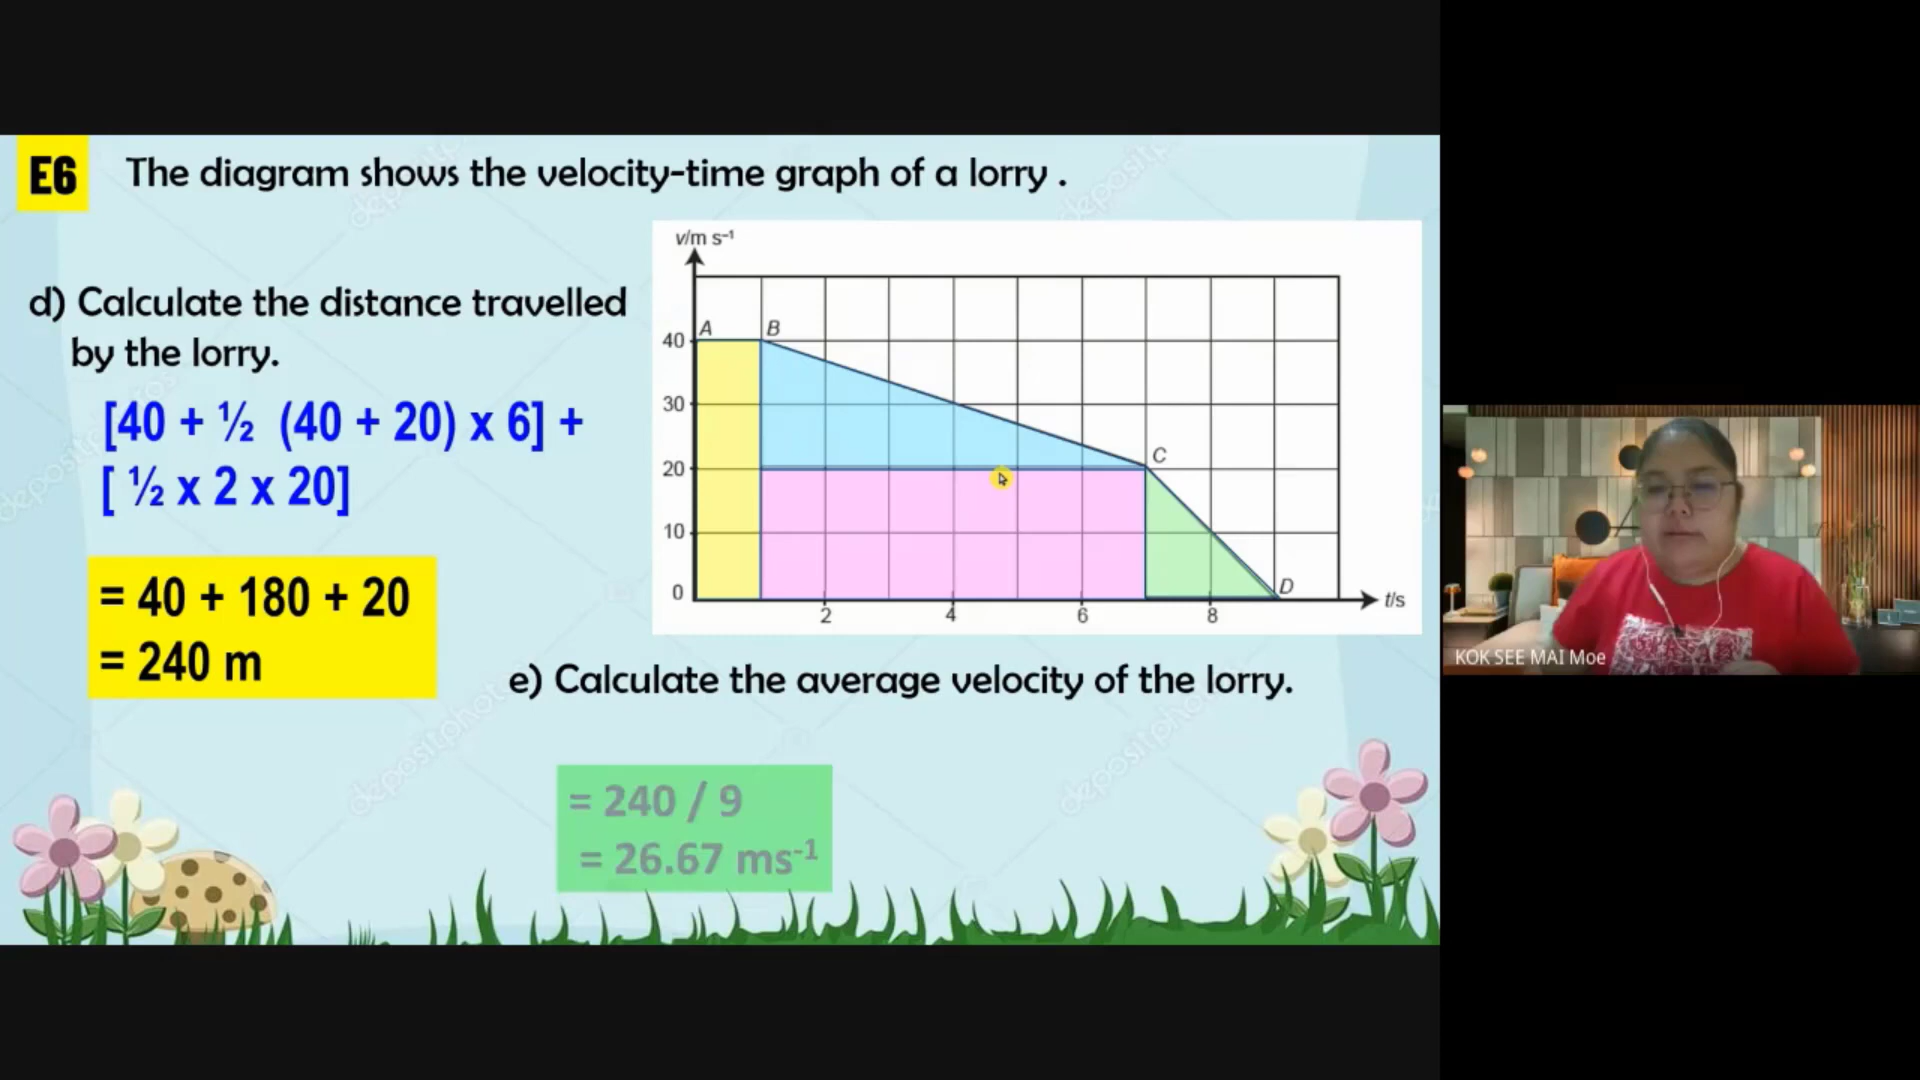 E6 The diagram shows the velocity-time graph of a lorry .
d) Calculate the distance travelled
by the lorry.
[40 + ½ (40 + 20) x 6] +
[ ½ x 2 x 20]
= 40 + 180 + 20
= 240 m
v/m s⁻¹
A B
40
30
C
20
10
D
0
2 4 6 8
t/s
e) Calculate the average velocity of the lorry.
= 240 / 9
= 26.67 ms⁻¹
KOK SEE MAI Moe